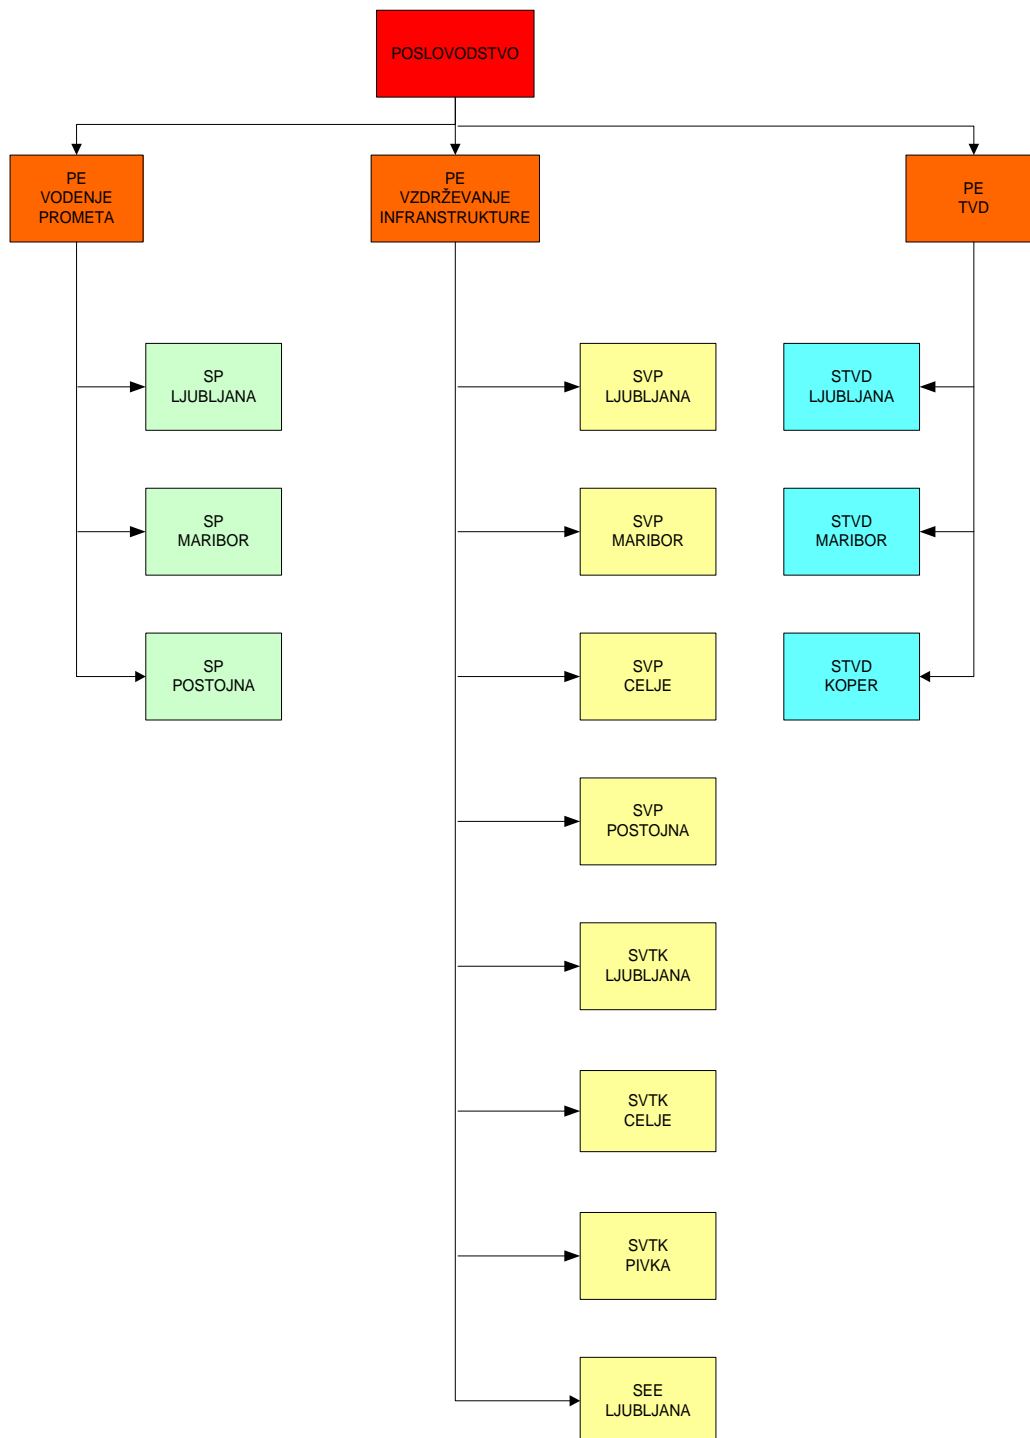 POSLOVODSTVO
PE
VODENJE
PROMETA
PE
VZDRŽEVANJE
INFRANSTRUKTURE
PE
TVD
SP
LJUBLJANA
SP
MARIBOR
SP
POSTOJNA
SVP
LJUBLJANA
SVP
MARIBOR
SVP
CELJE
SVP
POSTOJNA
SVTK
LJUBLJANA
SVTK
CELJE
SVTK
PIVKA
SEE
LJUBLJANA
STVD
LJUBLJANA
STVD
MARIBOR
STVD
KOPER